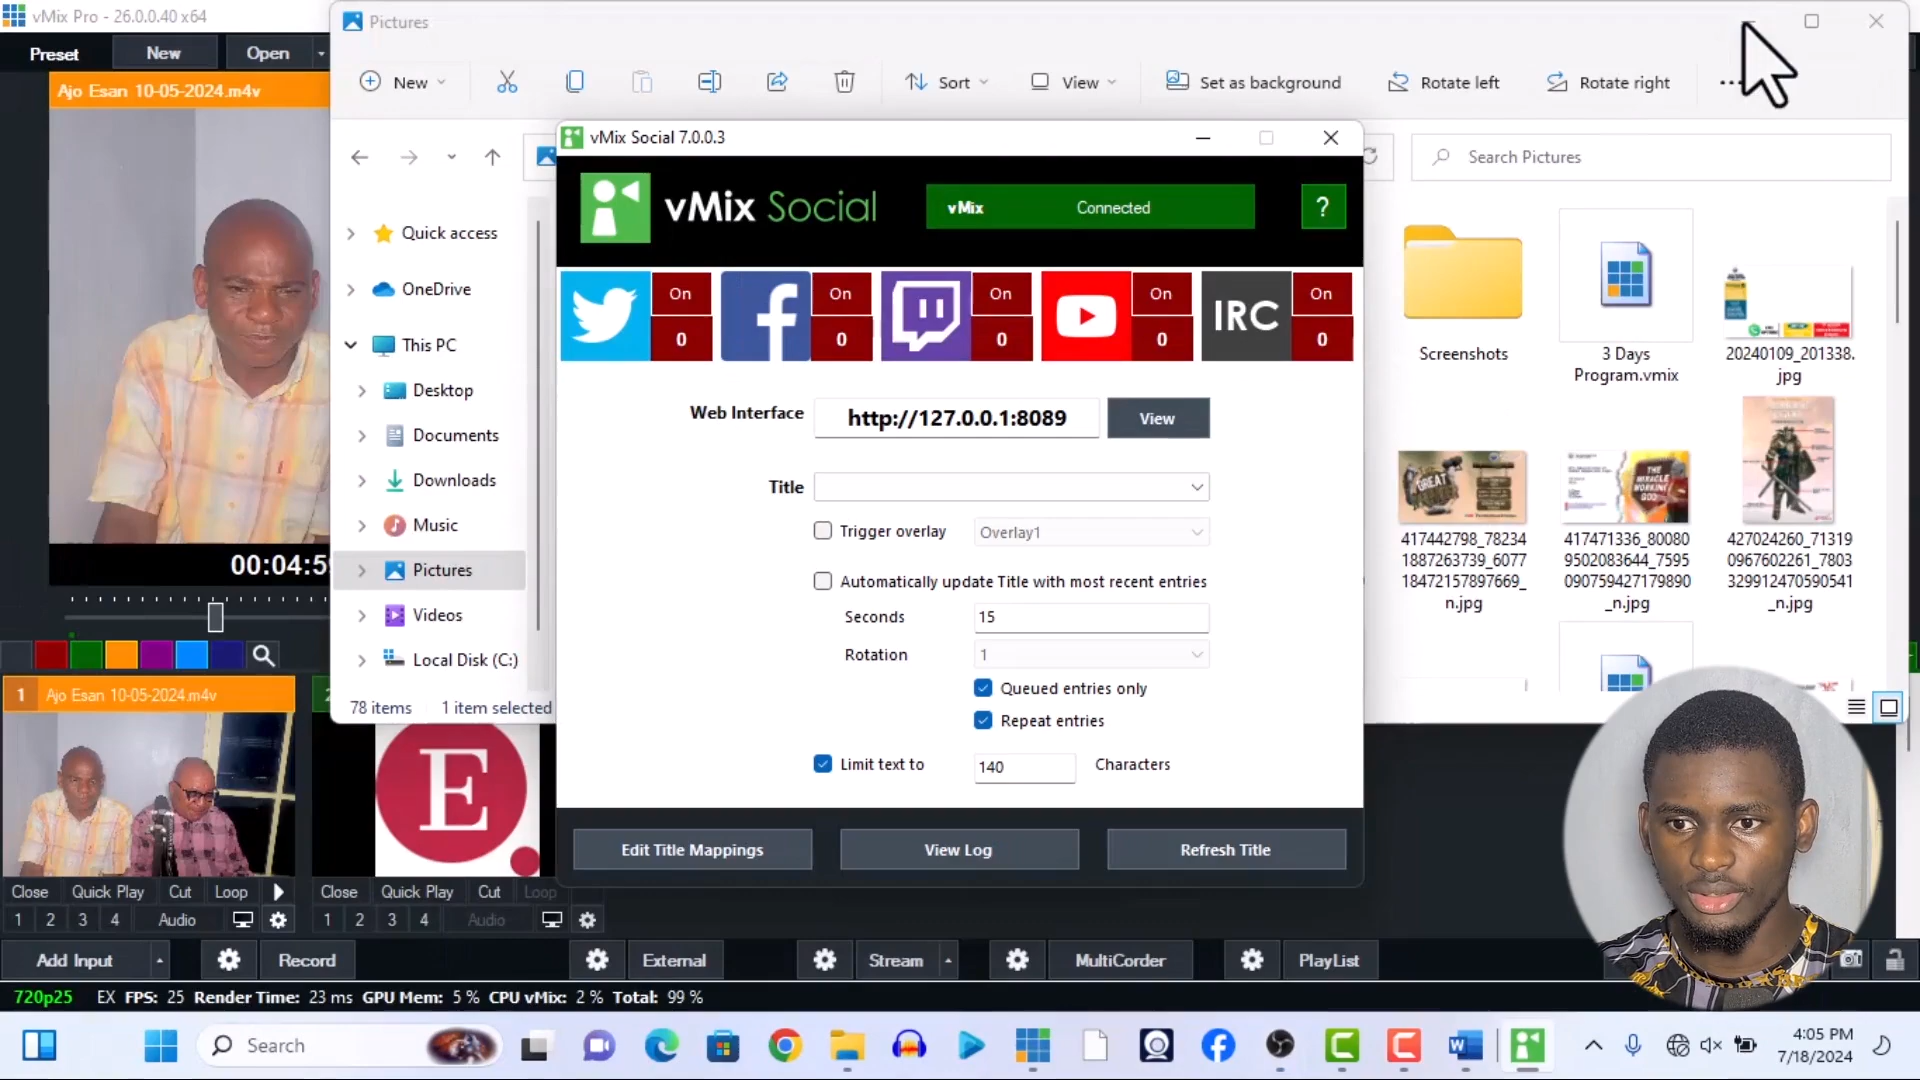 vMix Pro - 26.0.0.40 x64
Preset
New
Open
Ajo Esan 10-05-2024.m4v
00:04:5
1 Ajo Esan 10-05-2024.m4v
2
E
Close Quick Play Cut Loop
Close Quick Play Cut Loop
1 2 3 4 Audio
1 2 3 4 Audio
Add Input
Record
External
Stream
MultiCorder
PlayList
720p25 EX FPS: 25 Render Time: 23 ms GPU Mem: 5 % CPU vMix: 2 % Total: 99 %
Pictures
New
Sort
View
Set as background
Rotate left
Rotate right
Search Pictures
Quick access
OneDrive
This PC
Desktop
Documents
Downloads
Music
Pictures
Videos
Local Disk (C:)
78 items 1 item selected
Screenshots
3 Days
Program.vmix
20240109_201338.
jpg
GREAT
417442798_78234
1887263739_6077
18472157897669_
n.jpg
THE
MIRACLE
WORKING
GOD
417471336_80080
9502083644_7595
090759427179890
_n.jpg
427024260_71319
0967602261_7803
329912470590541
_n.jpg
vMix Social 7.0.0.3
vMix Social
vMix Connected
?
On
0
On
0
On
0
On
0
IRC
On
0
Web Interface http://127.0.0.1:8089 View
Title
Trigger overlay Overlay1
Automatically update Title with most recent entries
Seconds 15
Rotation 1
Queued entries only
Repeat entries
Limit text to 140 Characters
Edit Title Mappings
View Log
Refresh Title
Search
4:05 PM
7/18/2024